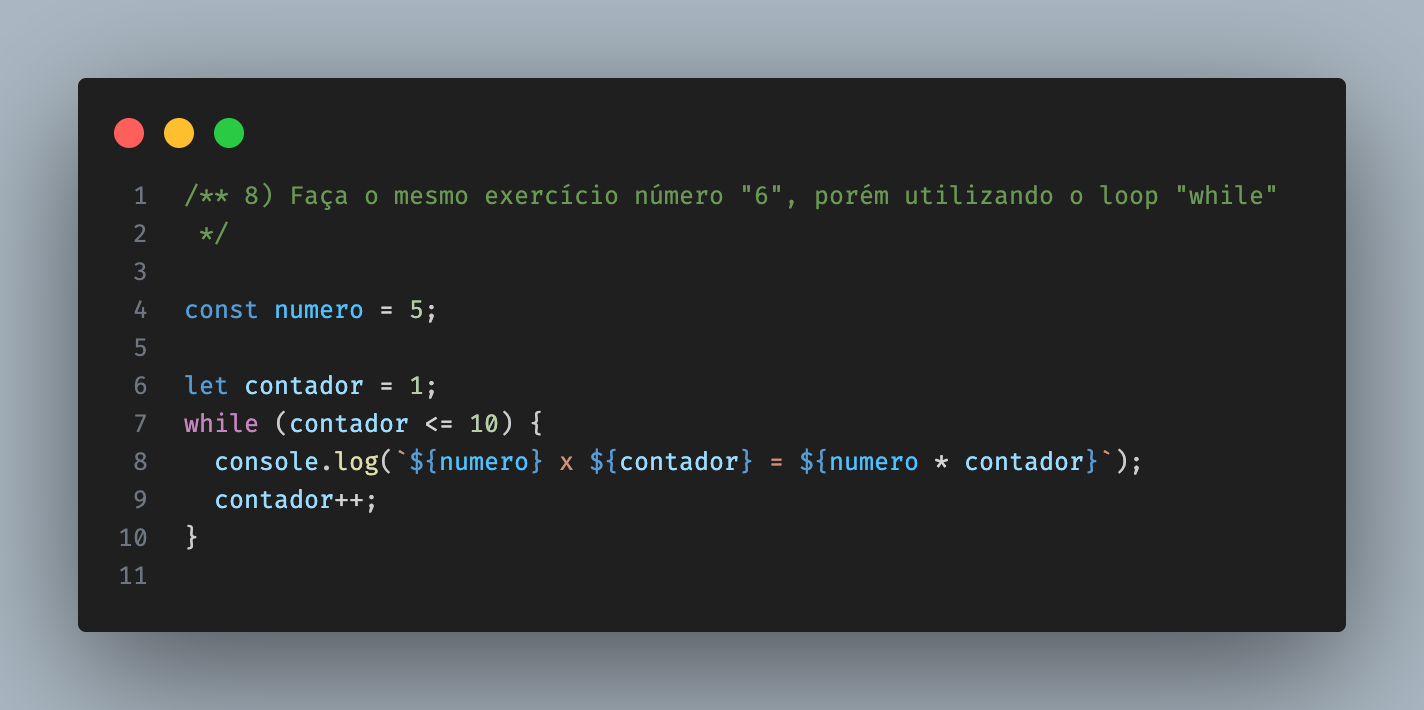 1 /** 8) Faça o mesmo exercício número "6", porém utilizando o loop "while"
2  */
3
4 const numero = 5;
5
6 let contador = 1;
7 while (contador <= 10) {
8   console.log(`${numero} x ${contador} = ${numero * contador}`);
9   contador++;
10 }
11